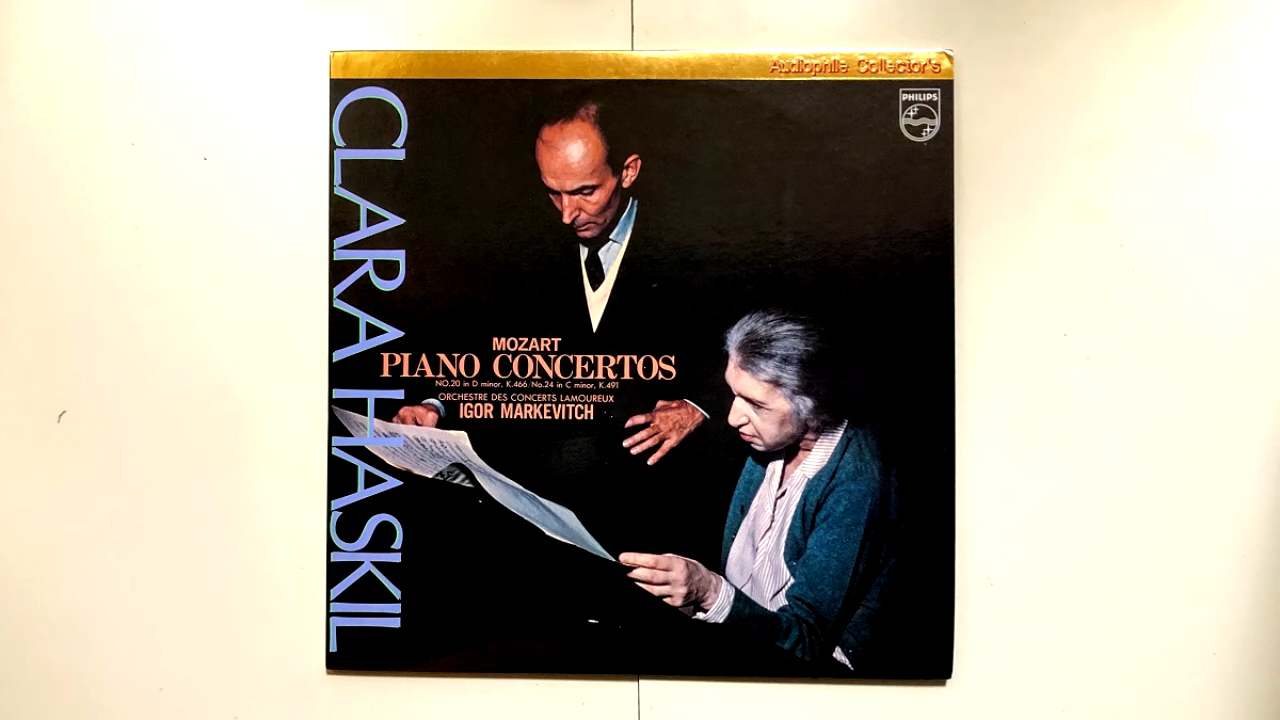 Audiophile Collector's
PHILIPS
CLARA HASKIL
MOZART
PIANO CONCERTOS
NO.20 in D minor, K.466/No.24 in C minor, K.491
ORCHESTRE DES CONCERTS LAMOUREUX
IGOR MARKEVITCH